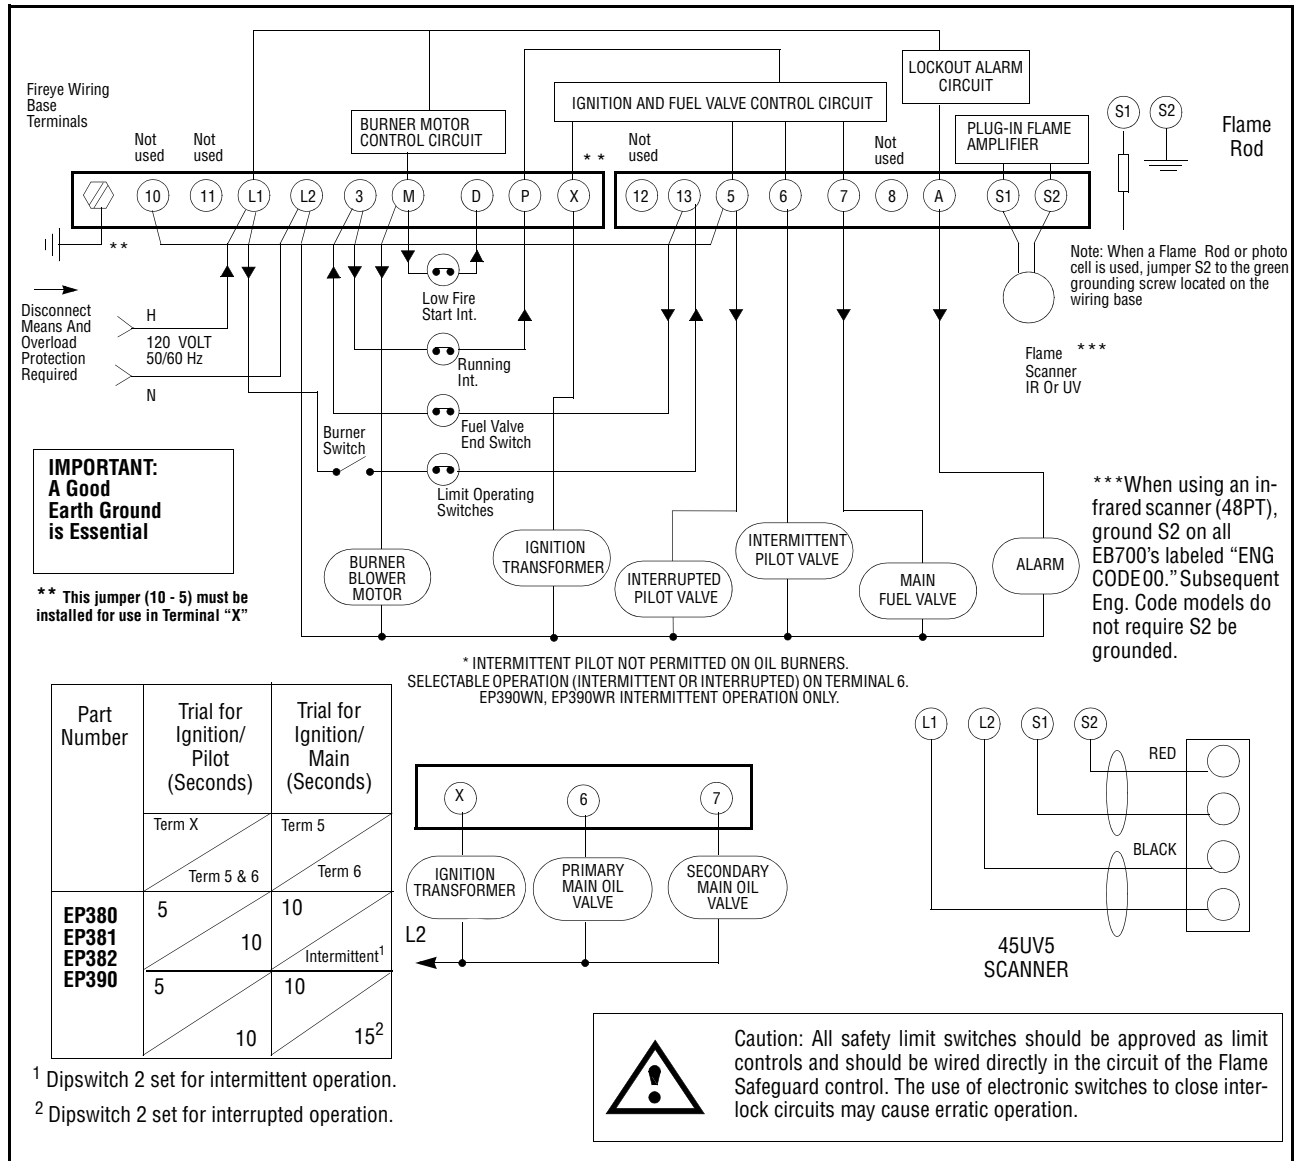 Fireye Wiring
Base
Terminals
LOCKOUT ALARM
CIRCUIT
IGNITION AND FUEL VALVE CONTROL CIRCUIT
BURNER MOTOR
CONTROL CIRCUIT
PLUG-IN FLAME
AMPLIFIER
S1
S2
Flame
Rod
Not
used
Not
used
* *
Not
used
Not
used
10
11
L1
L2
3
M
D
P
X
12
13
5
6
7
8
A
S1
S2
* *
Note: When a Flame Rod or photo
cell is used, jumper S2 to the green
grounding screw located on the
wiring base
Disconnect
Means And
Overload
Protection
Required
H
120 VOLT
50/60 Hz
N
Low Fire
Start Int.
Running
Int.
Fuel Valve
End Switch
Burner
Switch
Limit Operating
Switches
Flame
Scanner
IR Or UV
* * *
IMPORTANT:
A Good
Earth Ground
is Essential
** This jumper (10 - 5) must be
installed for use in Terminal “X”
BURNER
BLOWER
MOTOR
IGNITION
TRANSFORMER
INTERRUPTED
PILOT VALVE
INTERMITTENT
PILOT VALVE
MAIN
FUEL VALVE
ALARM
***When using an in-
frared scanner (48PT),
ground S2 on all
EB700's labeled “ENG
CODE00.”Subsequent
Eng. Code models do
not require S2 be
grounded.
* INTERMITTENT PILOT NOT PERMITTED ON OIL BURNERS.
SELECTABLE OPERATION (INTERMITTENT OR INTERRUPTED) ON TERMINAL 6.
EP390WN, EP390WR INTERMITTENT OPERATION ONLY.
Part
Number
Trial for
Ignition/
Pilot
(Seconds)
Trial for
Ignition/
Main
(Seconds)
Term X
Term 5 & 6
Term 5
Term 6
EP380
EP381
EP382
EP390
5
10
10
Intermittent1
5
10
10
152
1 Dipswitch 2 set for intermittent operation.
2 Dipswitch 2 set for interrupted operation.
X
6
7
IGNITION
TRANSFORMER
PRIMARY
MAIN OIL
VALVE
SECONDARY
MAIN OIL
VALVE
L2
L1
L2
S1
S2
RED
BLACK
45UV5
SCANNER
Caution: All safety limit switches should be approved as limit
controls and should be wired directly in the circuit of the Flame
Safeguard control. The use of electronic switches to close inter-
lock circuits may cause erratic operation.